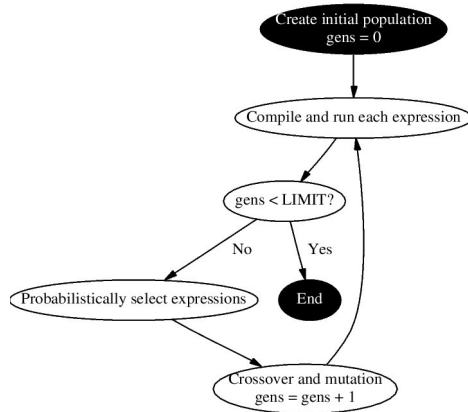 Create initial population
gens = 0
Compile and run each expression
gens < LIMIT?
No
Yes
Probabilistically select expressions
End
Crossover and mutation
gens = gens + 1